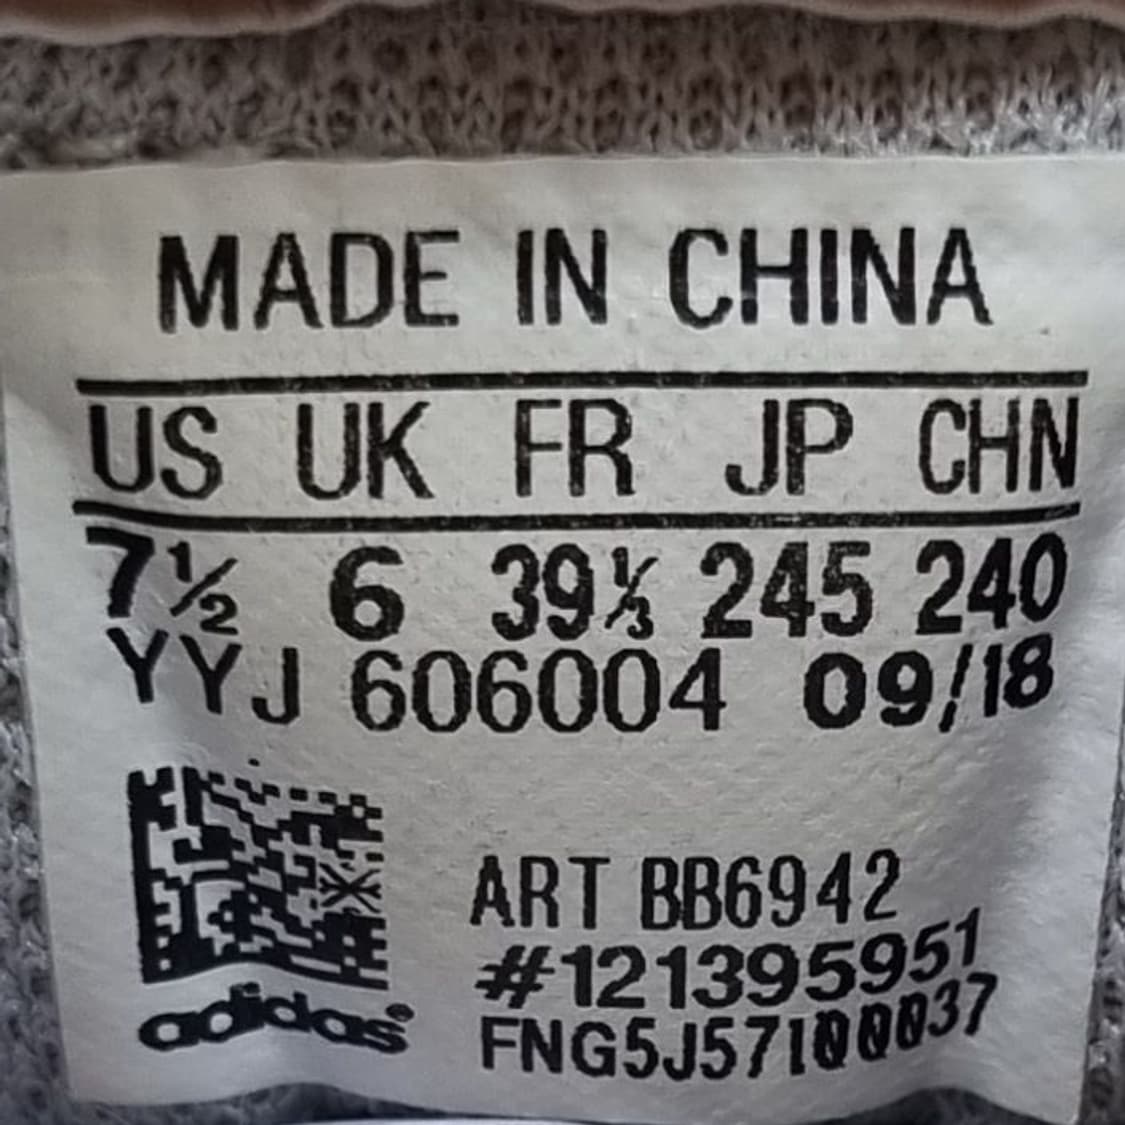 MADE IN CHINA
US UK FR JP CHN
7½ 6 39⅓ 245 240
YYJ 606004 09/18
ART BB6942
#121395951
FNG5J57100037
adidas®